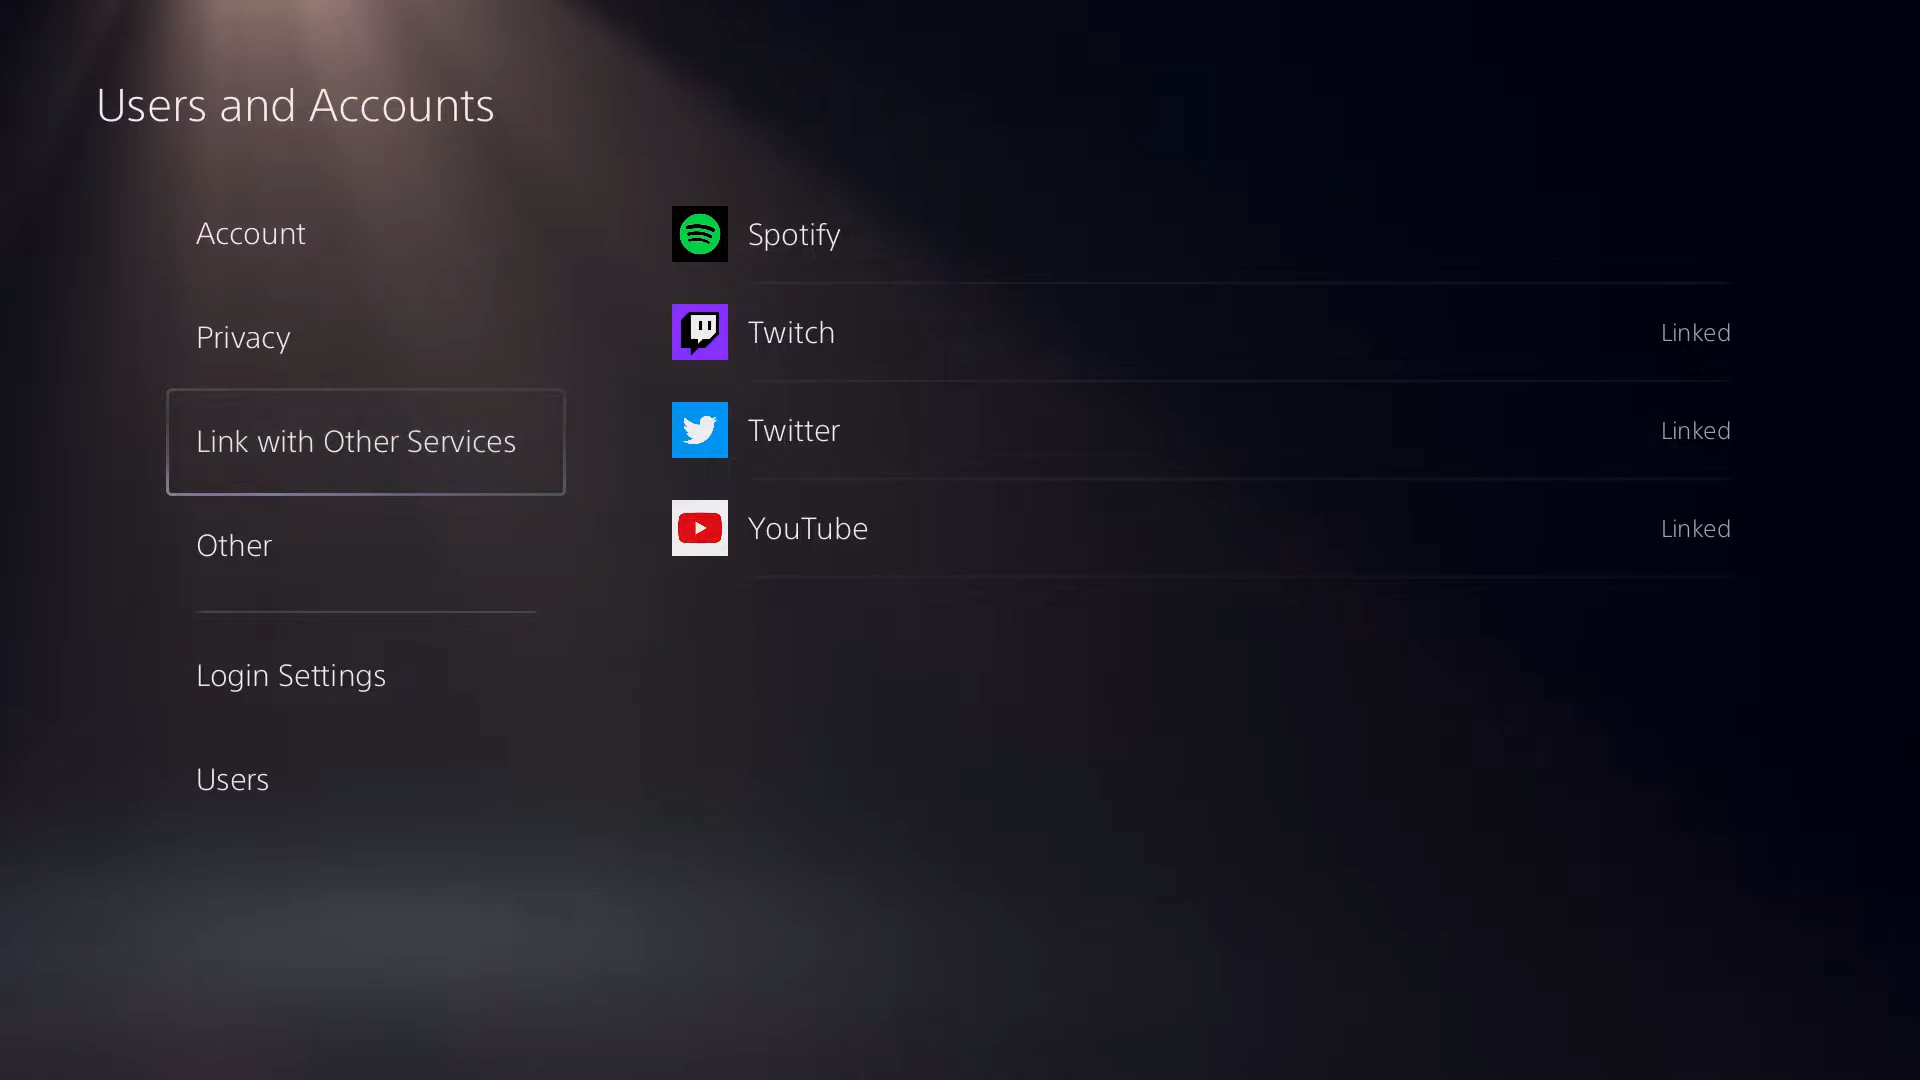 Users and Accounts
Account
Privacy
Link with Other Services
Other
Login Settings
Users
Spotify
Twitch Linked
Twitter Linked
YouTube Linked